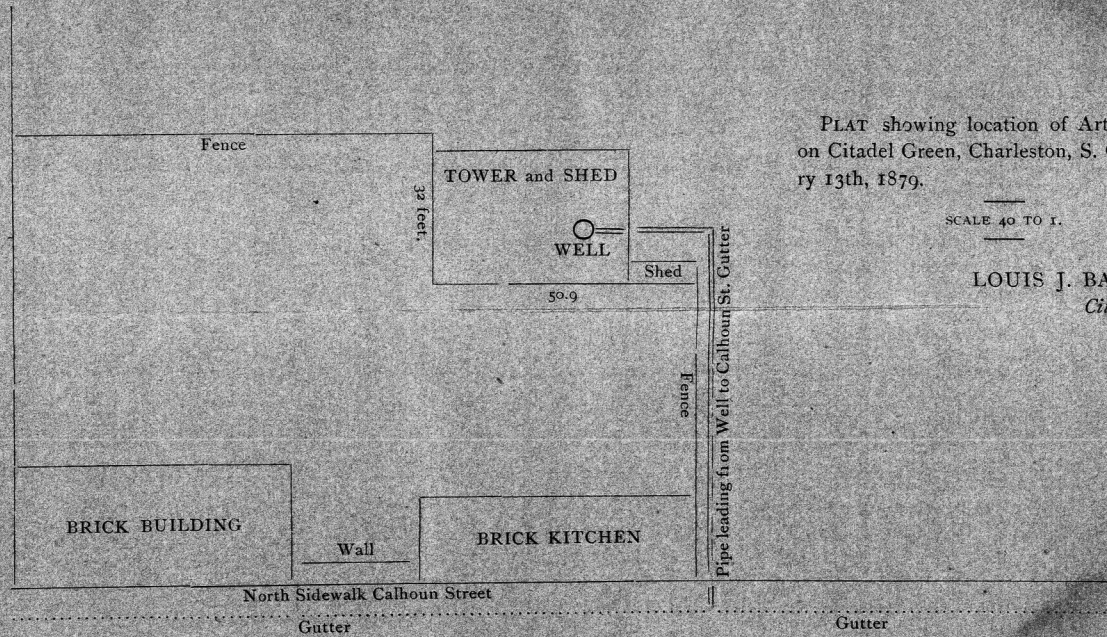 PLAT showing location of Art
on Citadel Green, Charleston, S.
ry 13th, 1879.
SCALE 40 TO 1.
LOUIS J. BA
Fence
TOWER and SHED
32 feet.
WELL
Shed
50.9
Fence
Pipe leading from Well to Calhoun St. Gutter
BRICK BUILDING
Wall
BRICK KITCHEN
North Sidewalk Calhoun Street
Gutter
Gutter